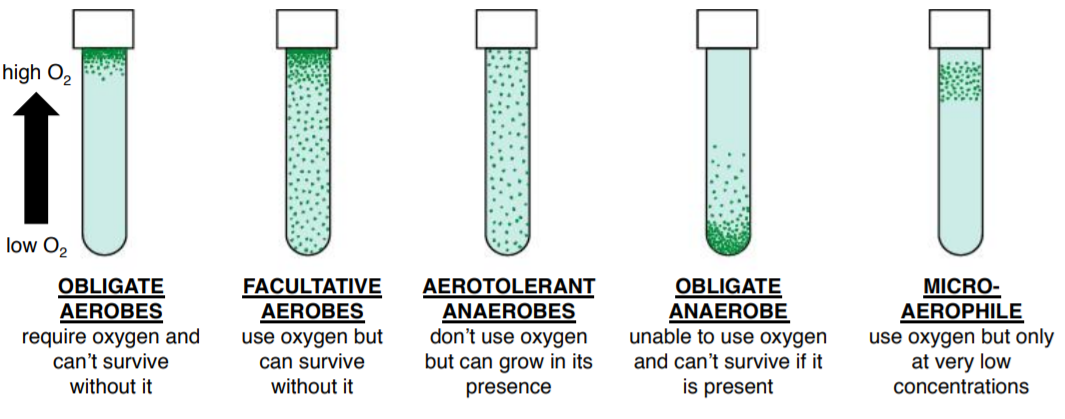 high O2
low O2
OBLIGATE
AEROBES
require oxygen and
can't survive
without it
FACULTATIVE
AEROBES
use oxygen but
can survive
without it
AEROTOLERANT
ANAEROBES
don't use oxygen
but can grow in its
presence
OBLIGATE
ANAEROBE
unable to use oxygen
and can't survive if it
is present
MICRO-
AEROPHILE
use oxygen but only
at very low
concentrations